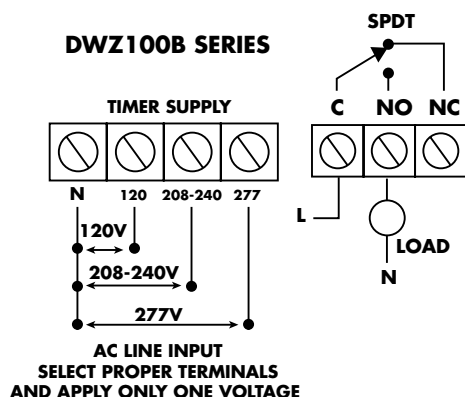 DWZ100B SERIES
SPDT
TIMER SUPPLY
C NO NC
N 120 208-240 277
120V
208-240V
277V
L
LOAD
N
AC LINE INPUT
SELECT PROPER TERMINALS
AND APPLY ONLY ONE VOLTAGE